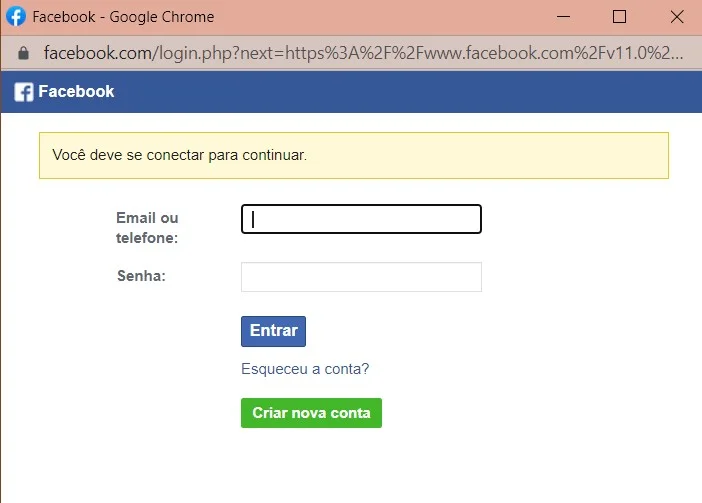 Facebook - Google Chrome
facebook.com/login.php?next=https%3A%2F%2Fwww.facebook.com%2Fv11.0%2...
Facebook
Você deve se conectar para continuar.
Email ou
telefone:
Senha:
Entrar
Esqueceu a conta?
Criar nova conta